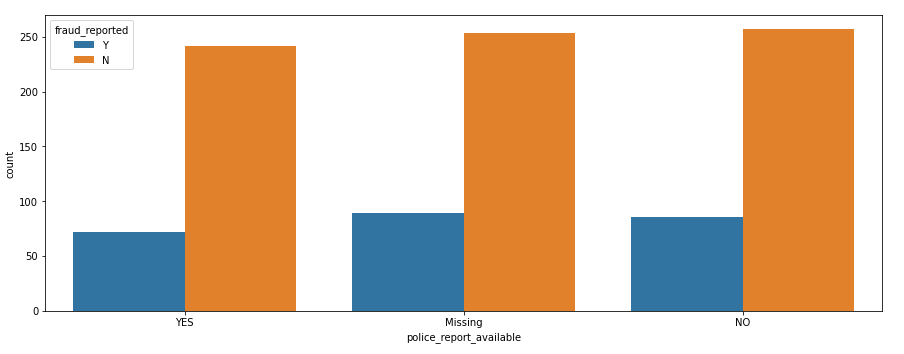 fraud_reported
Y
N
250
200
150
100
50
0
count
YES Missing NO
police_report_available